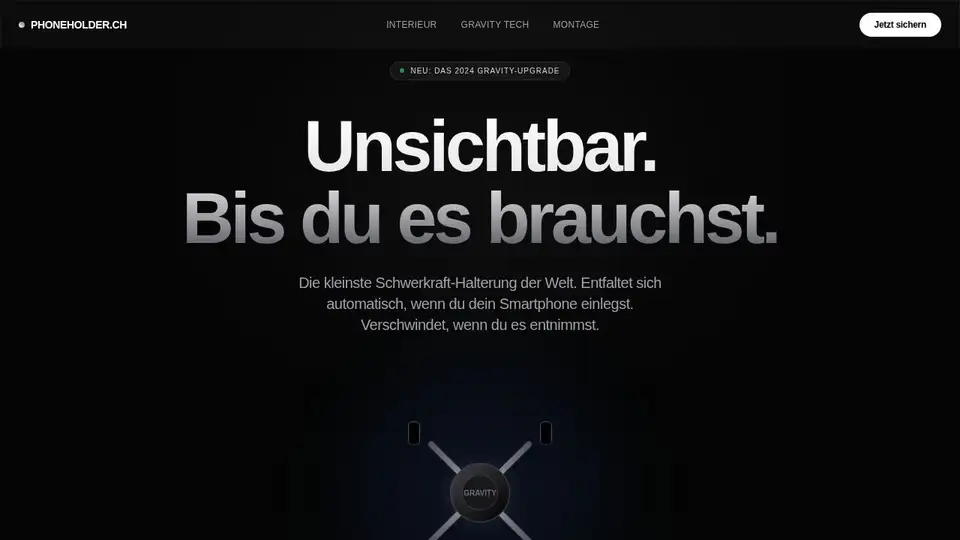 PHONEHOLDER.CH
INTERIEUR
GRAVITY TECH
MONTAGE
Jetzt sichern
NEU: DAS 2024 GRAVITY-UPGRADE
Unsichtbar.
Bis du es brauchst.
Die kleinste Schwerkraft-Halterung der Welt. Entfaltet sich
automatisch, wenn du dein Smartphone einlegst.
Verschwindet, wenn du es entnimmst.
GRAVITY